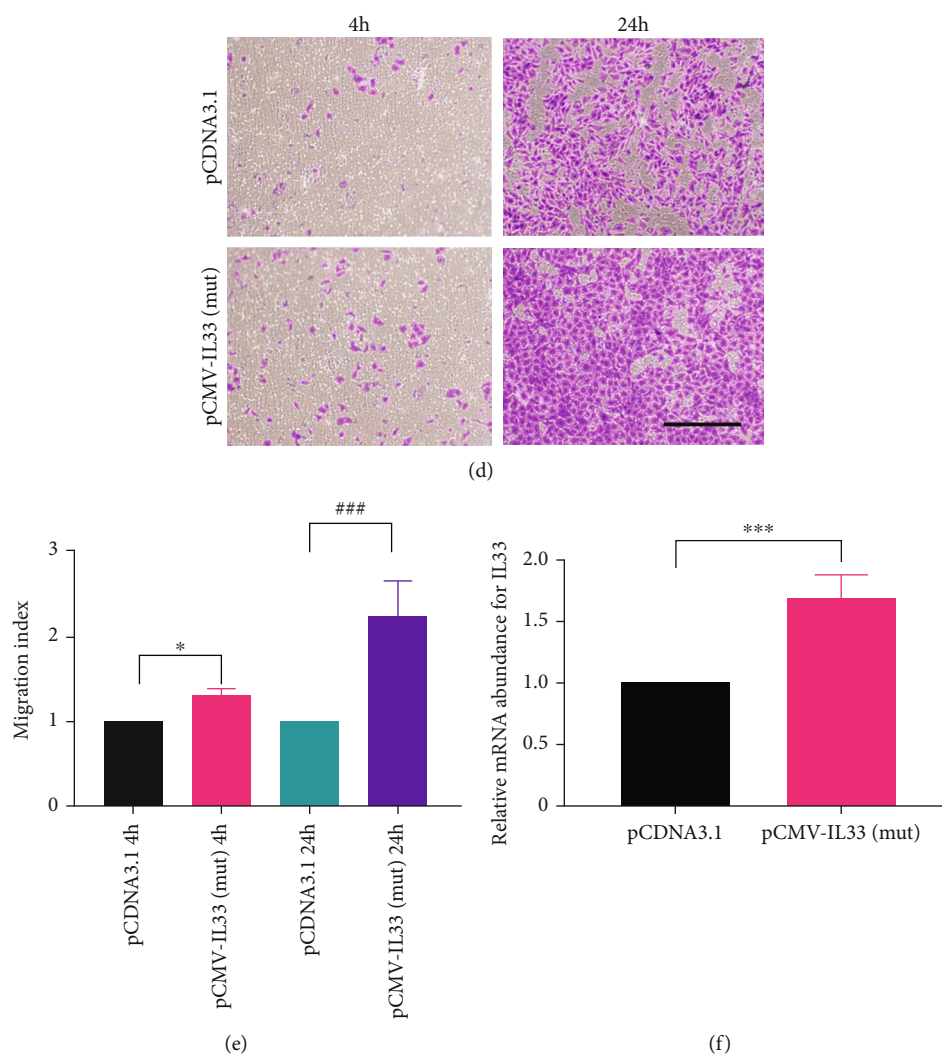 4h
24h
pCDNA3.1
pCMV-IL33 (mut)
(d)
Migration index
3
2
1
0
*
###
pCDNA3.1 4h
pCMV-IL33 (mut) 4h
pCDNA3.1 24h
pCMV-IL33 (mut) 24h
(e)
Relative mRNA abundance for IL33
2.0
1.5
1.0
0.5
0
***
pCDNA3.1
pCMV-IL33 (mut)
(f)